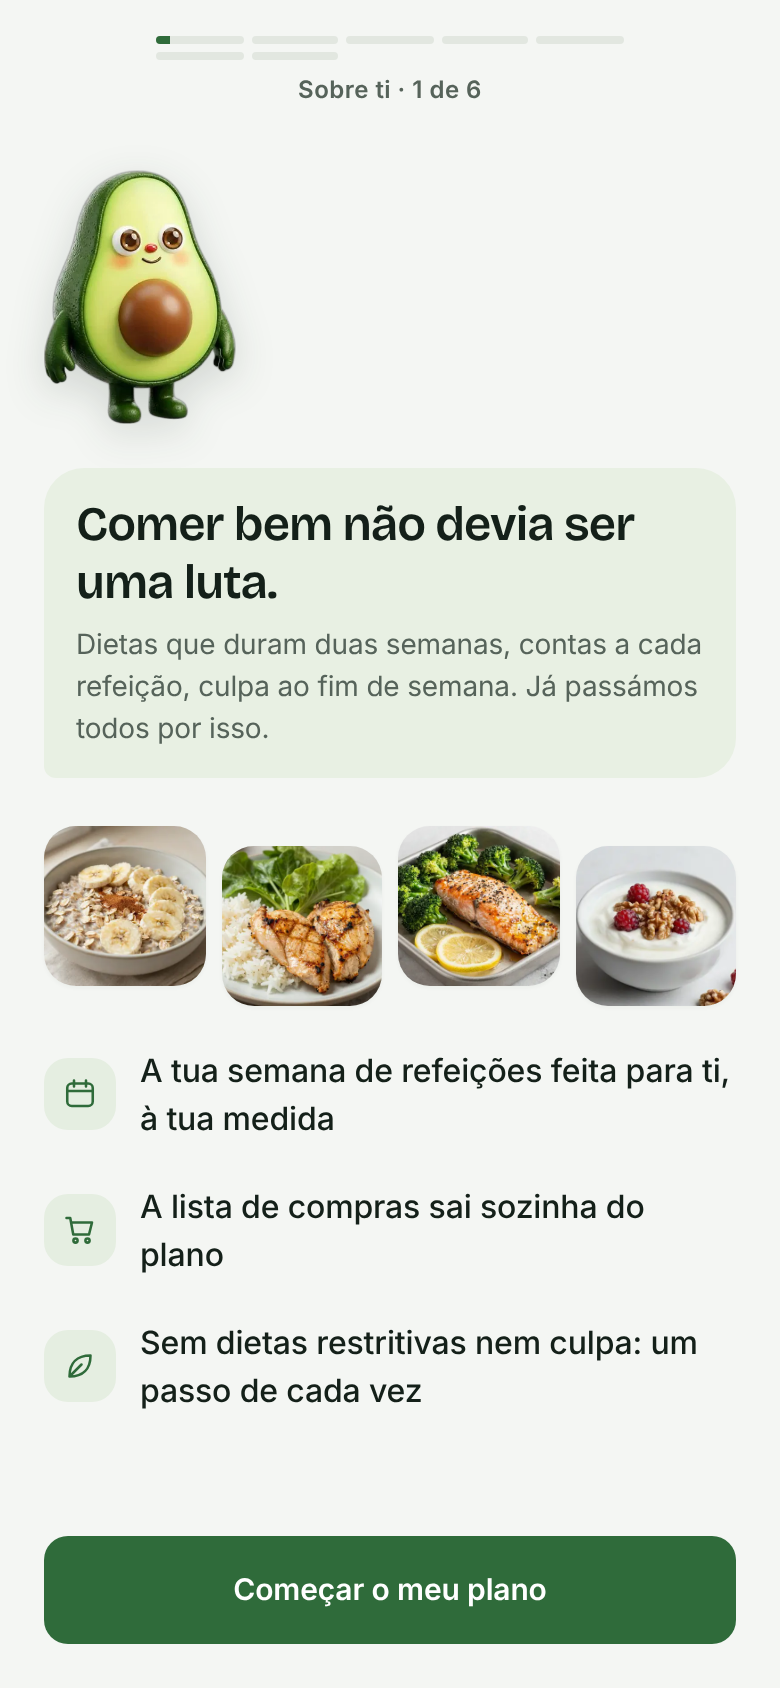 Sobre ti · 1 de 6
Comer bem não devia ser
uma luta.
Dietas que duram duas semanas, contas a cada
refeição, culpa ao fim de semana. Já passámos
todos por isso.
A tua semana de refeições feita para ti,
à tua medida
A lista de compras sai sozinha do
plano
Sem dietas restritivas nem culpa: um
passo de cada vez
Começar o meu plano